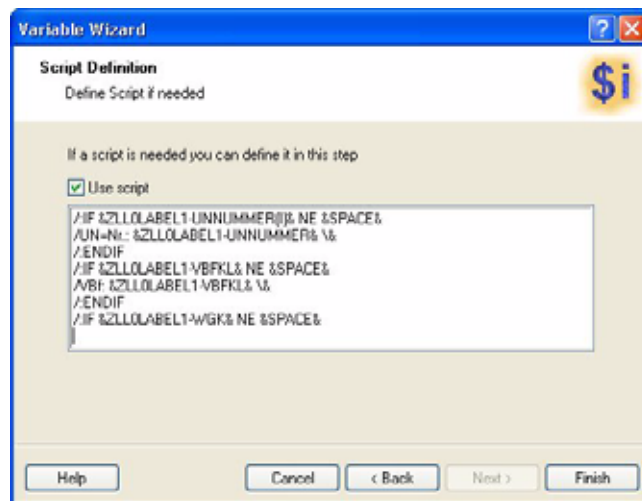 Variable Wizard
Script Definition
Define Script if needed
$i
If a script is needed you can define it in this step
Use script
/:IF &ZLL0LABEL1-UNNUMMER(I)& NE &SPACE&
/UN=Nr.: &ZLL0LABEL1-UNNUMMER& \&
/:ENDIF
/:IF &ZLL0LABEL1-VBFKL& NE &SPACE&
/VBf: &ZLL0LABEL1-VBFKL& \&
/:ENDIF
/:IF &ZLL0LABEL1-WGK& NE &SPACE&
Help Cancel < Back Next > Finish